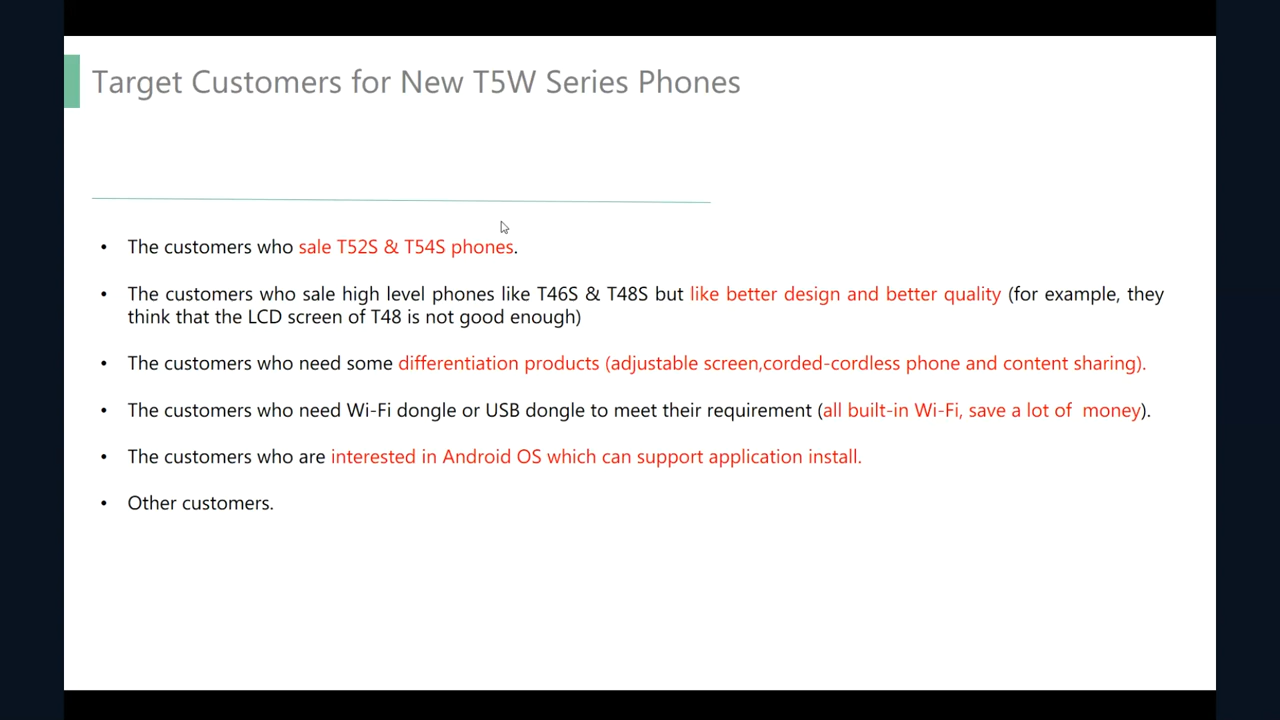 Target Customers for New T5W Series Phones
• The customers who sale T52S & T54S phones.
• The customers who sale high level phones like T46S & T48S but like better design and better quality (for example, they
think that the LCD screen of T48 is not good enough)
• The customers who need some differentiation products (adjustable screen,corded-cordless phone and content sharing).
• The customers who need Wi-Fi dongle or USB dongle to meet their requirement (all built-in Wi-Fi, save a lot of  money).
• The customers who are interested in Android OS which can support application install.
• Other customers.